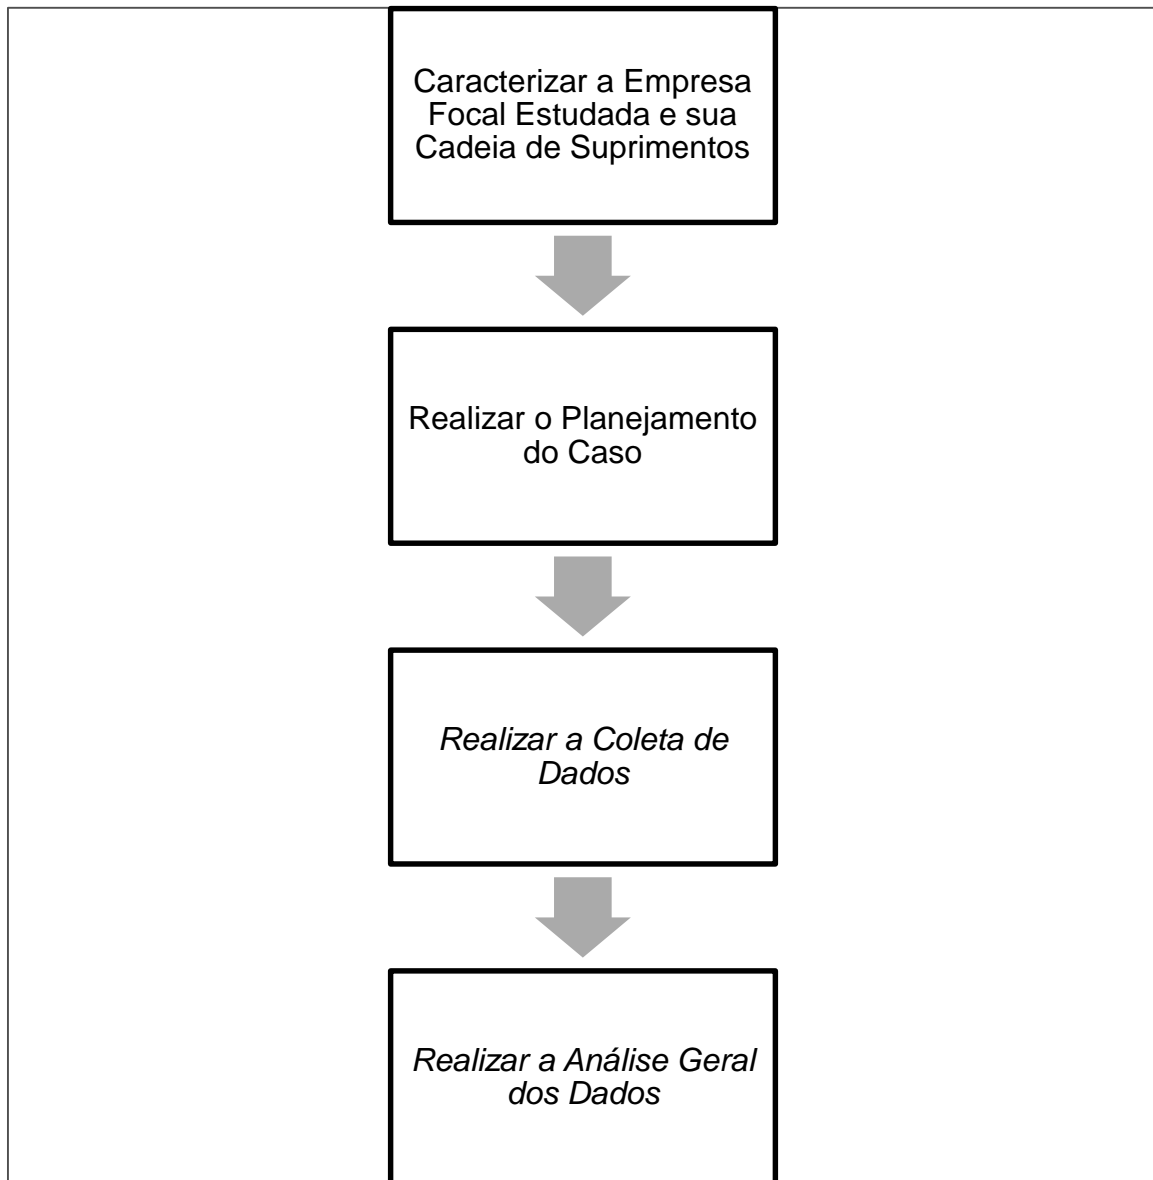 Caracterizar a Empresa
Focal Estudada e sua
Cadeia de Suprimentos
Realizar o Planejamento
do Caso
Realizar a Coleta de
Dados
Realizar a Análise Geral
dos Dados